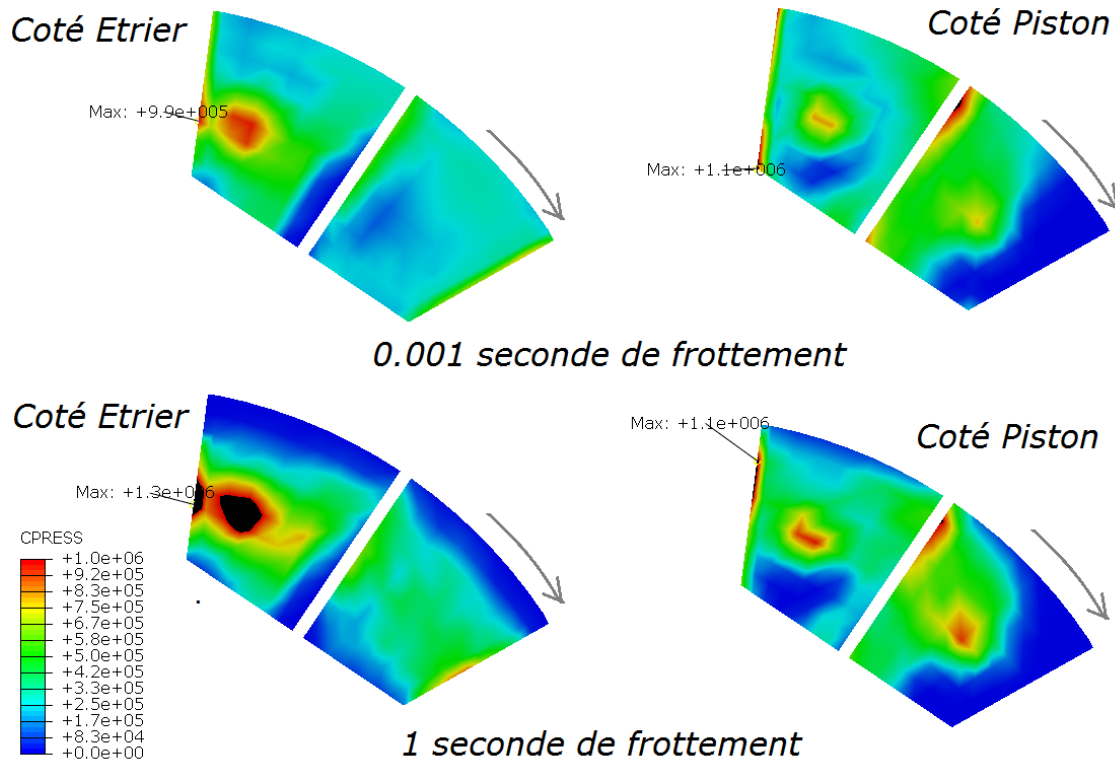 Coté Etrier
Coté Piston
Max: +9.9e+005
Max: +1.1e+006
0.001 seconde de frottement
Coté Etrier
Coté Piston
Max: +1.3e+006
Max: +1.1e+006
CPRESS
+1.0e+06
+9.2e+05
+8.3e+05
+7.5e+05
+6.7e+05
+5.8e+05
+5.0e+05
+4.2e+05
+3.3e+05
+2.5e+05
+1.7e+05
+8.3e+04
+0.0e+00
1 seconde de frottement